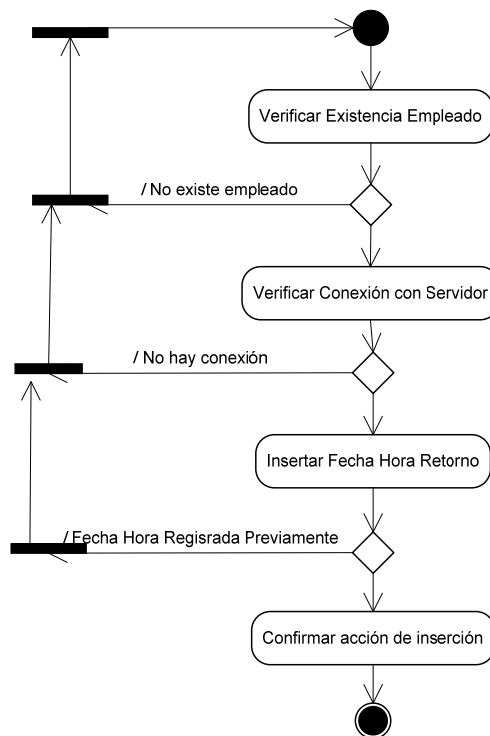 Verificar Existencia Empleado
/ No existe empleado
Verificar Conexión con Servidor
/ No hay conexión
Insertar Fecha Hora Retorno
/ Fecha Hora Regisrada Previamente
Confirmar acción de inserción